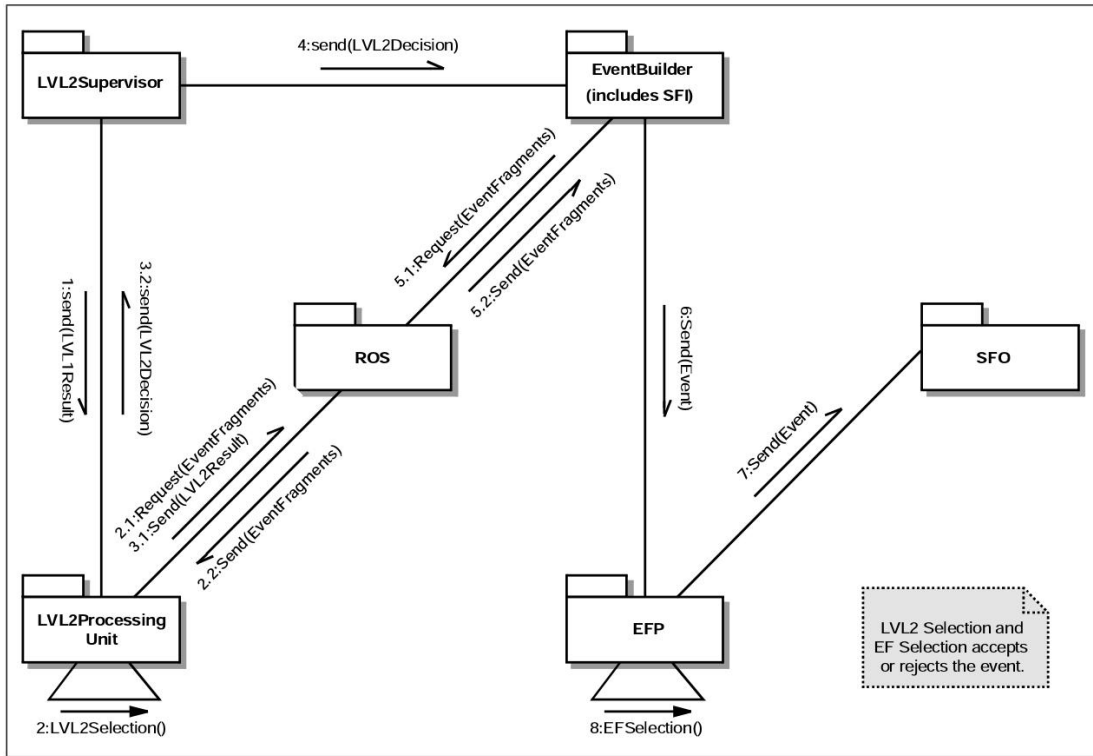 4:send(LVL2Decision)
LVL2Supervisor
EventBuilder
(includes SFI)
5.1:Request(EventFragments)
5.2:Send(EventFragments)
1:send(LVL1Result)
3.2:send(LVL2Decision)
6:Send(Event)
ROS
SFO
2.1:Request(EventFragments)
3.1:Send(LVL2Result)
2.2:Send(EventFragments)
7:Send(Event)
LVL2Processing
Unit
EFP
LVL2 Selection and
EF Selection accepts
or rejects the event.
2:LVL2Selection()
8:EFSelection()